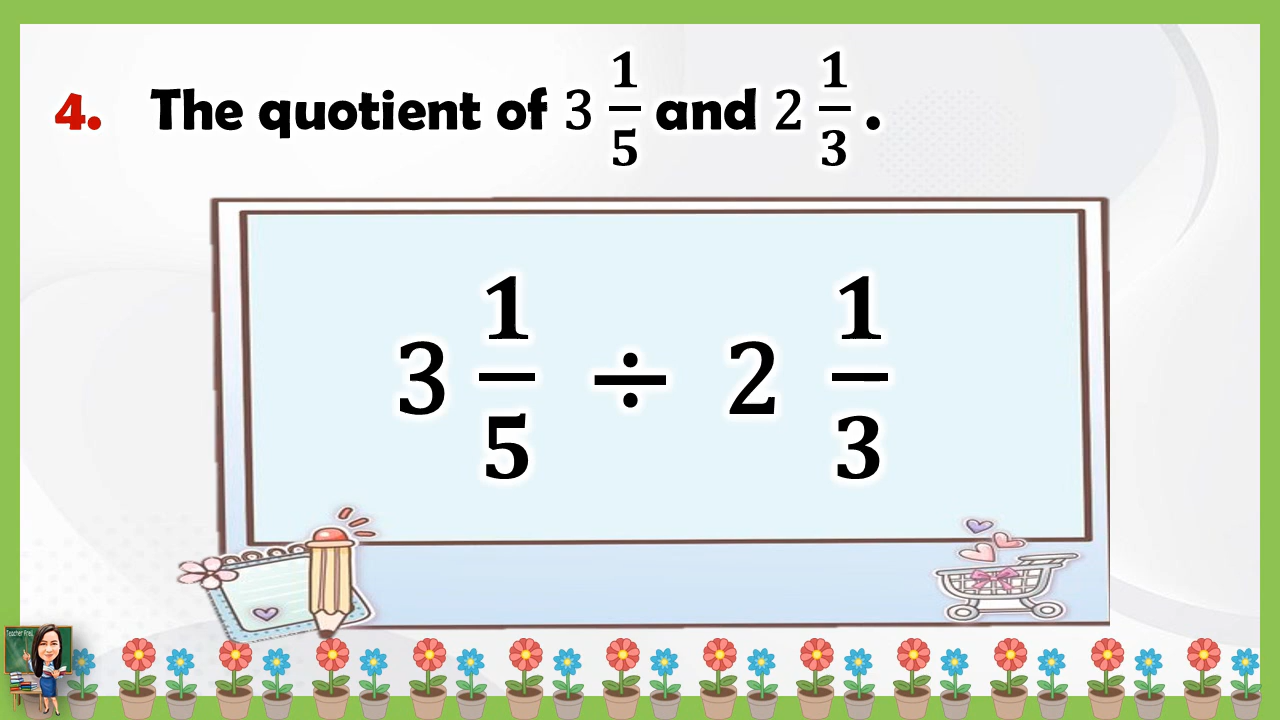 4. The quotient of 3 1/5 and 2 1/3 .
3 1/5 ÷ 2 1/3